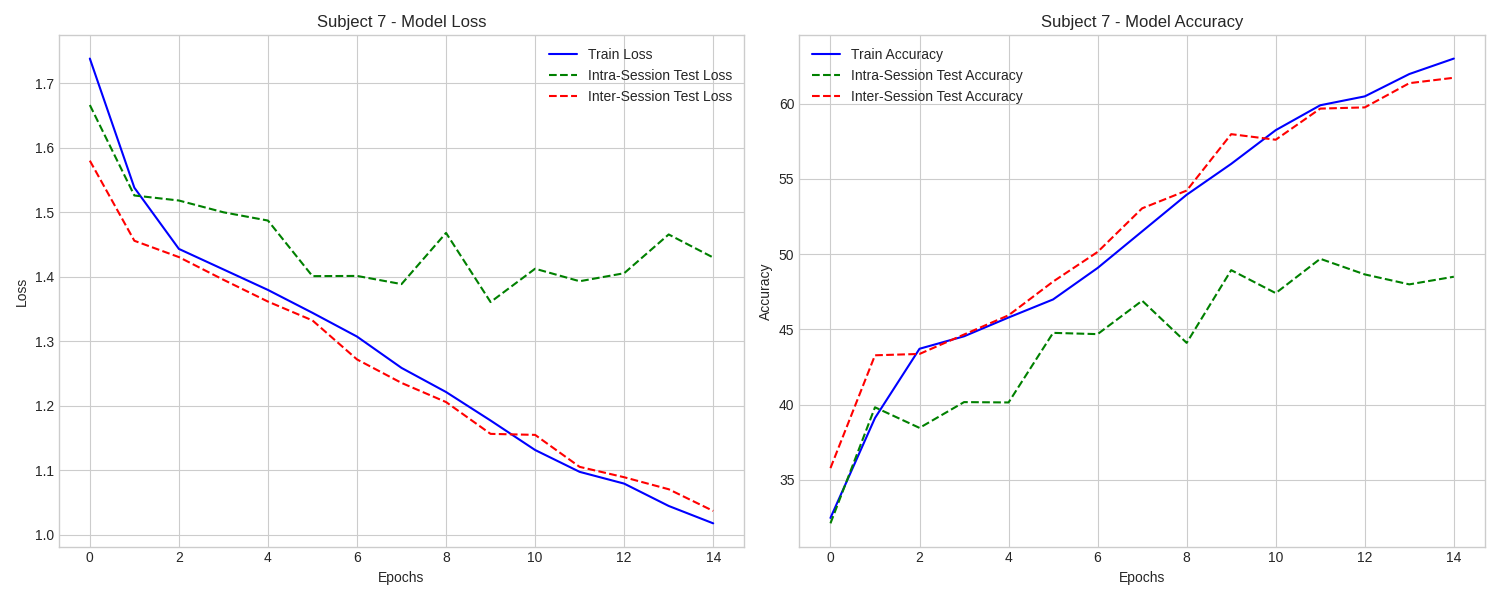 Subject 7 - Model Loss
Train Loss
Intra-Session Test Loss
Inter-Session Test Loss
1.7
1.6
1.5
1.4
1.3
1.2
1.1
1.0
Loss
0 2 4 6 8 10 12 14
Epochs
Subject 7 - Model Accuracy
Train Accuracy
Intra-Session Test Accuracy
Inter-Session Test Accuracy
60
55
50
45
40
35
Accuracy
0 2 4 6 8 10 12 14
Epochs